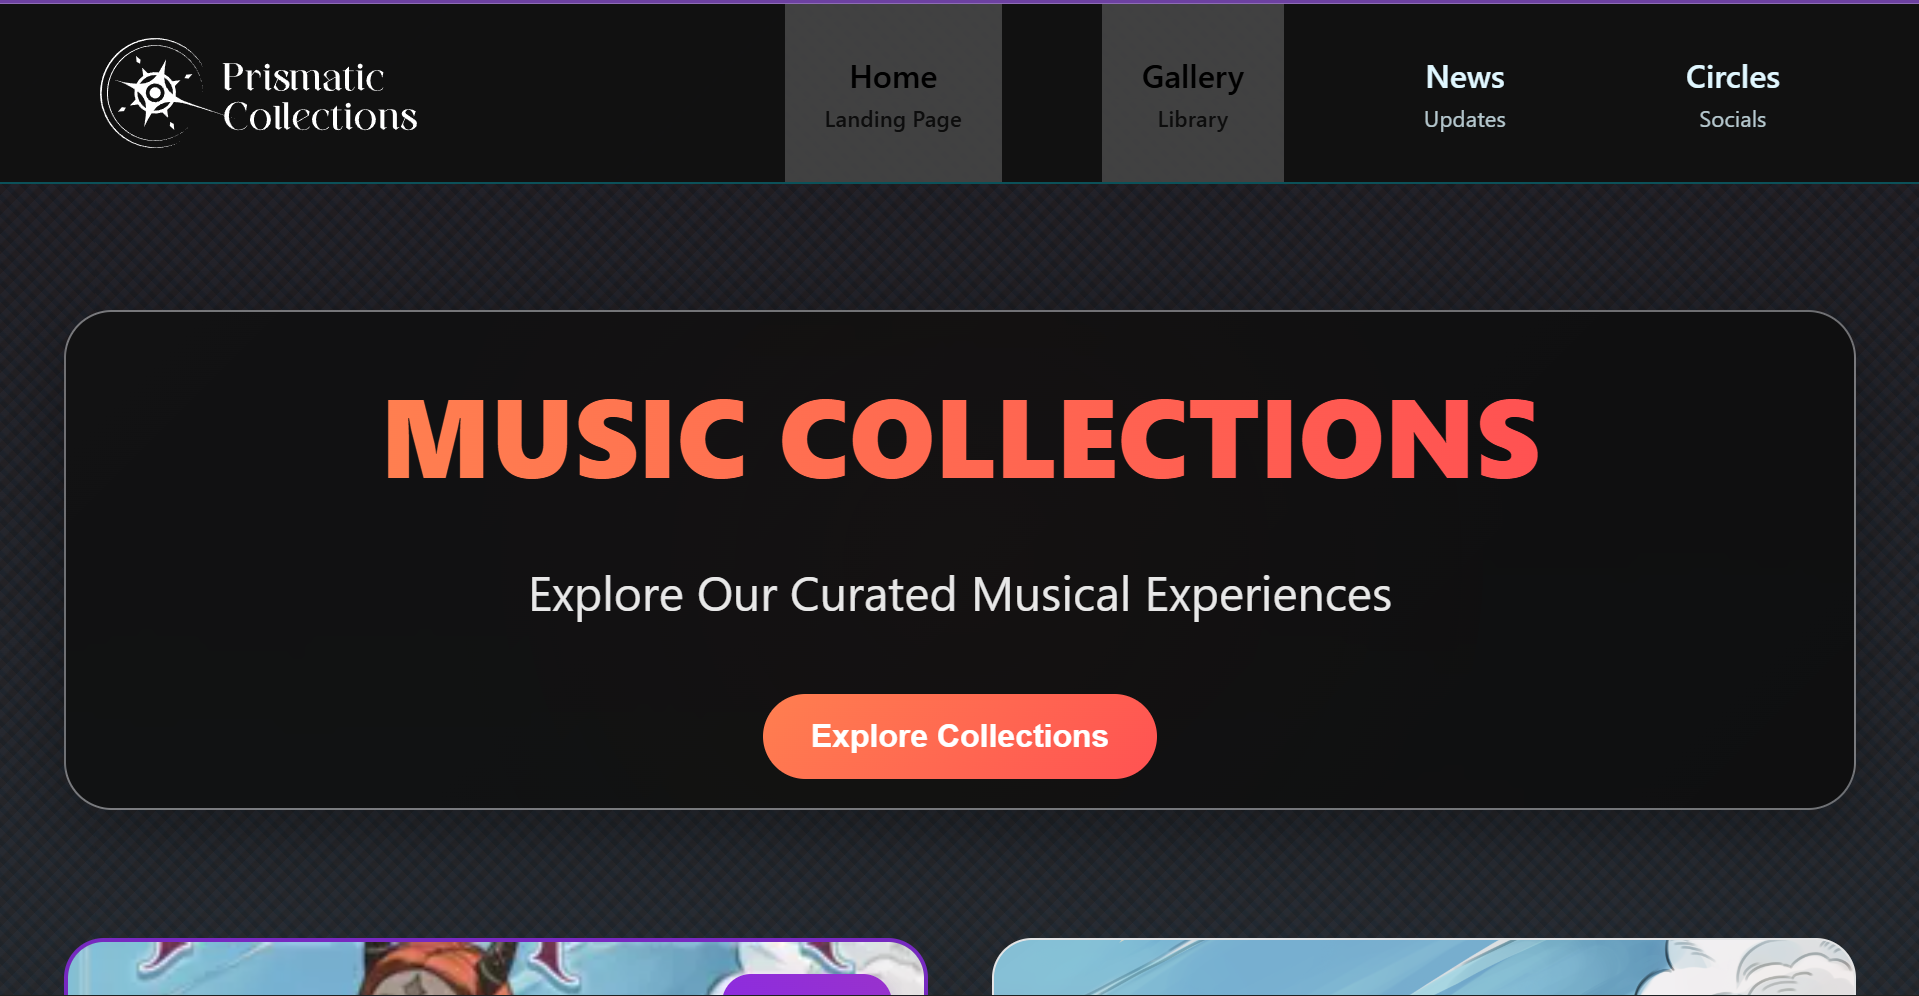 Prismatic
Collections
Home
Landing Page
Gallery
Library
News
Updates
Circles
Socials
MUSIC COLLECTIONS
Explore Our Curated Musical Experiences
Explore Collections